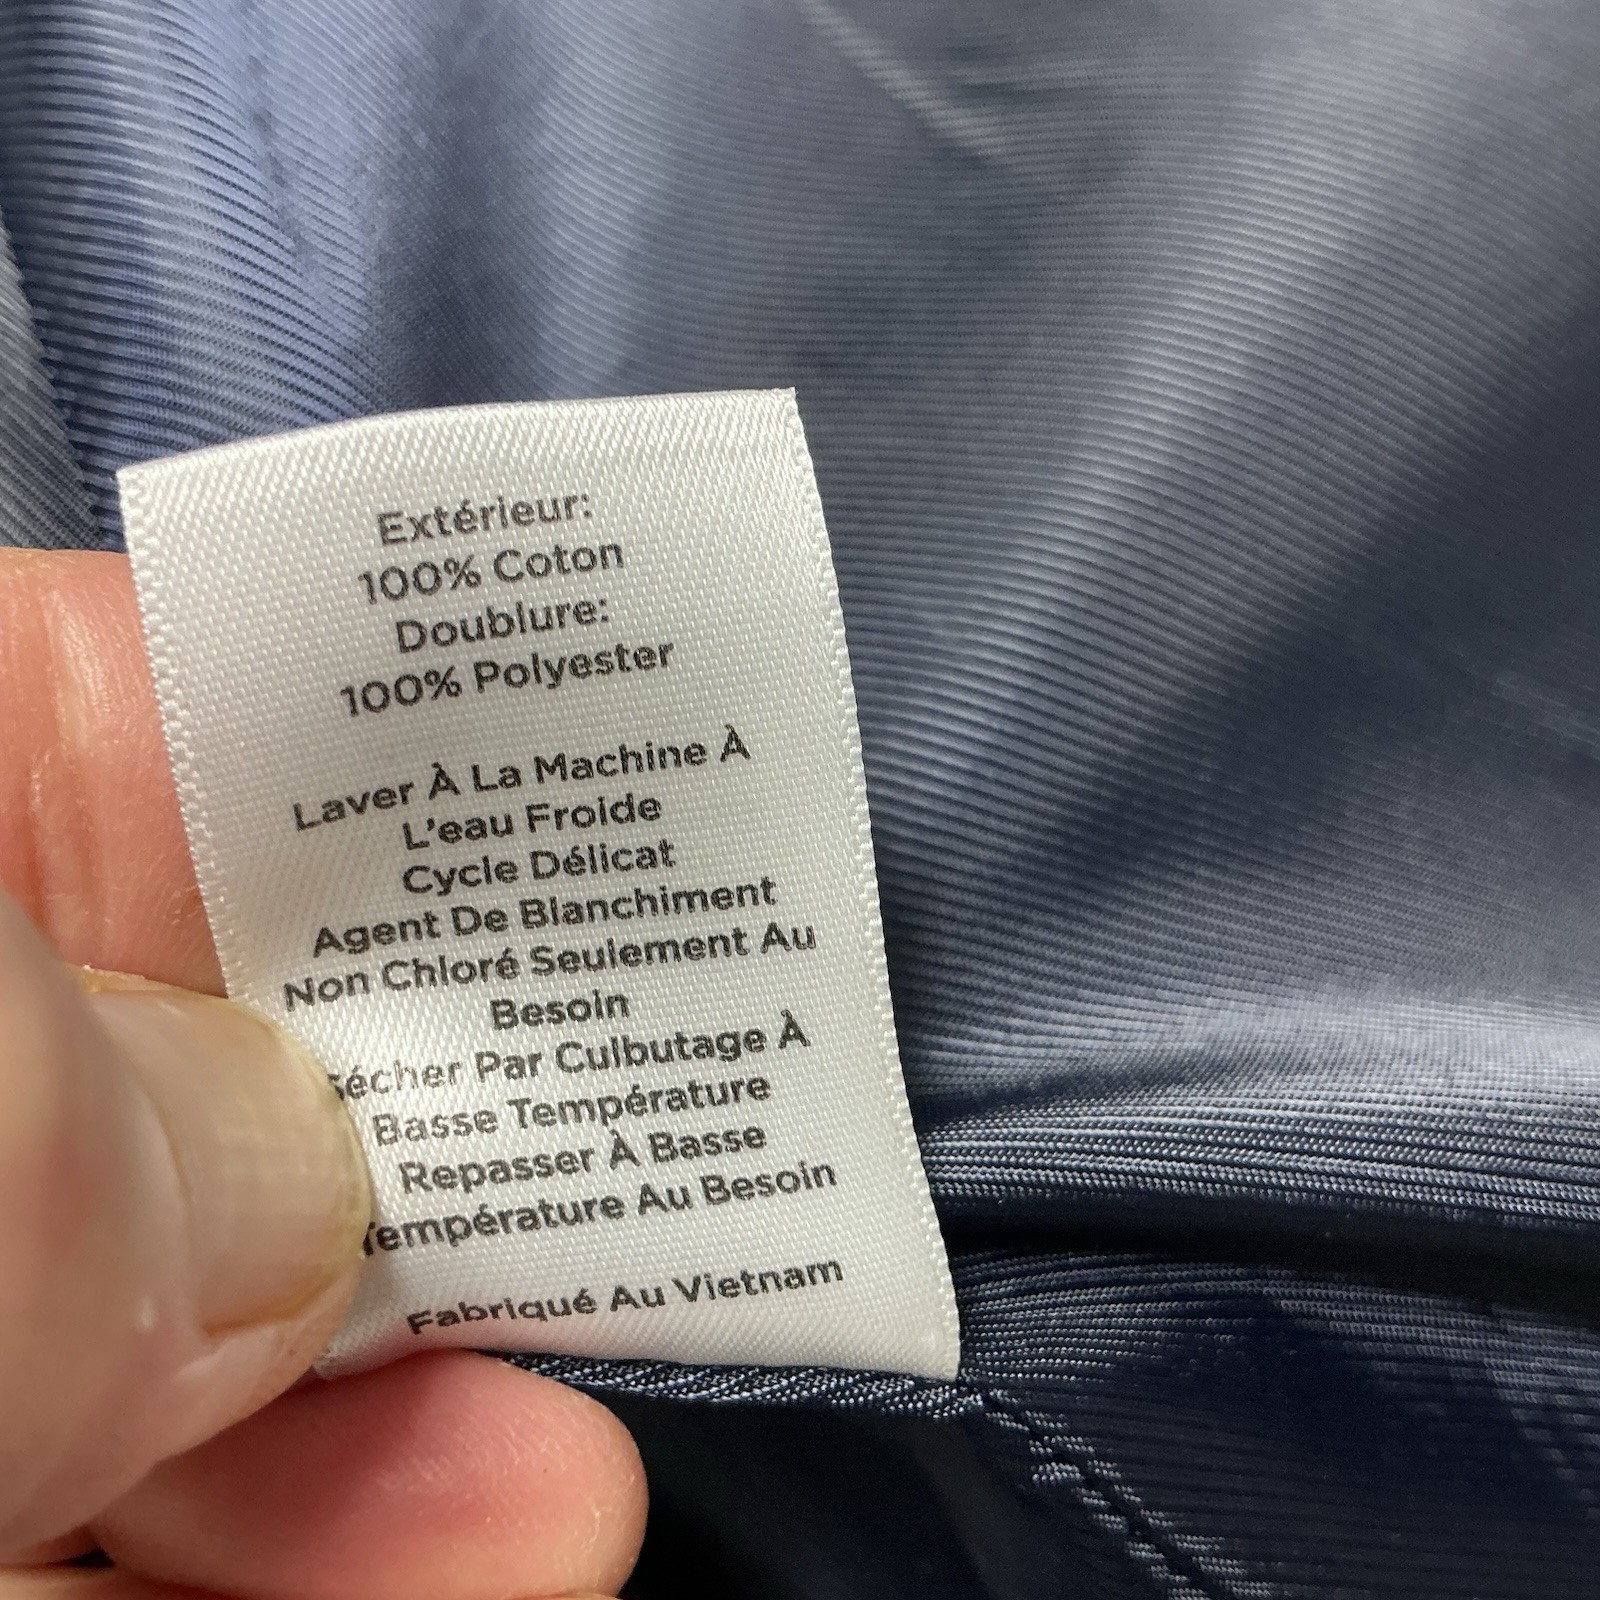 Extérieur:
100% Coton
Doublure:
100% Polyester
Laver À La Machine À
L'eau Froide
Cycle Délicat
Agent De Blanchiment
Non Chloré Seulement Au
Besoin
Sécher Par Culbutage À
Basse Température
Repasser À Basse
Température Au Besoin
Fabriqué Au Vietnam